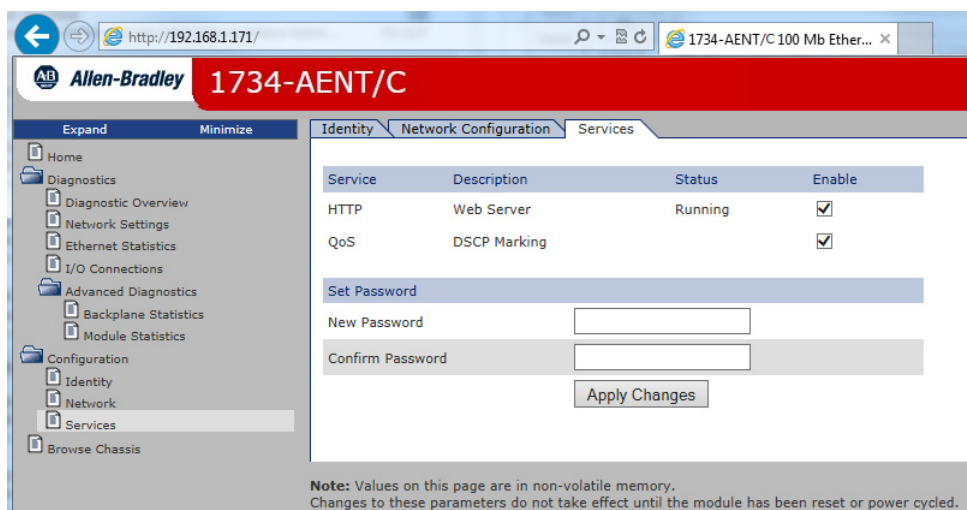 http://192.168.1.171/
1734-AENT/C 100 Mb Ether...
AB Allen-Bradley 1734-AENT/C
Expand Minimize
Home
Diagnostics
Diagnostic Overview
Network Settings
Ethernet Statistics
I/O Connections
Advanced Diagnostics
Backplane Statistics
Module Statistics
Configuration
Identity
Network
Services
Browse Chassis
Identity Network Configuration Services
Service Description Status Enable
HTTP Web Server Running
QoS DSCP Marking
Set Password
New Password
Confirm Password
Apply Changes
Note: Values on this page are in non-volatile memory.
Changes to these parameters do not take effect until the module has been reset or power cycled.